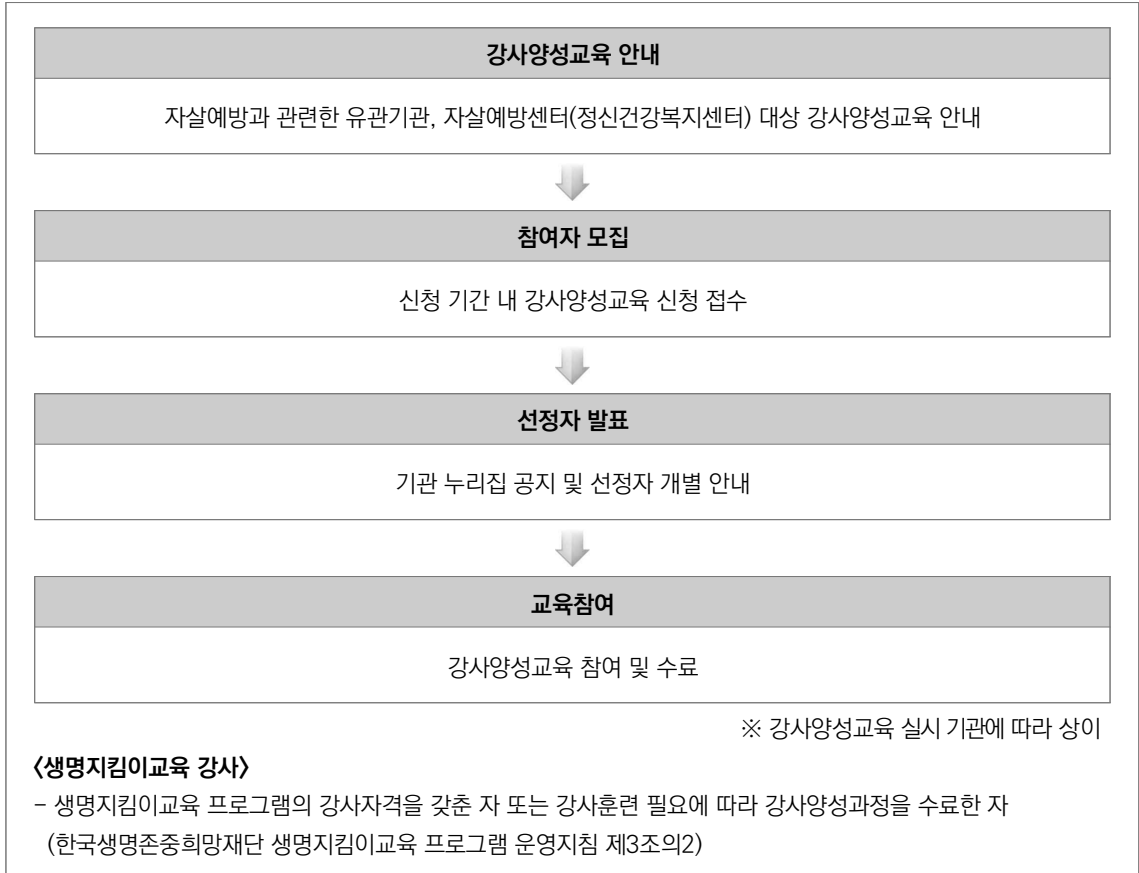 강사양성교육 안내
자살예방과 관련한 유관기관, 자살예방센터(정신건강복지센터) 대상 강사양성교육 안내
참여자 모집
신청 기간 내 강사양성교육 신청 접수
선정자 발표
기관 누리집 공지 및 선정자 개별 안내
교육참여
강사양성교육 참여 및 수료
※ 강사양성교육 실시 기관에 따라 상이
〈생명지킴이교육 강사〉
- 생명지킴이교육 프로그램의 강사자격을 갖춘 자 또는 강사훈련 필요에 따라 강사양성과정을 수료한 자
(한국생명존중희망재단 생명지킴이교육 프로그램 운영지침 제3조의2)